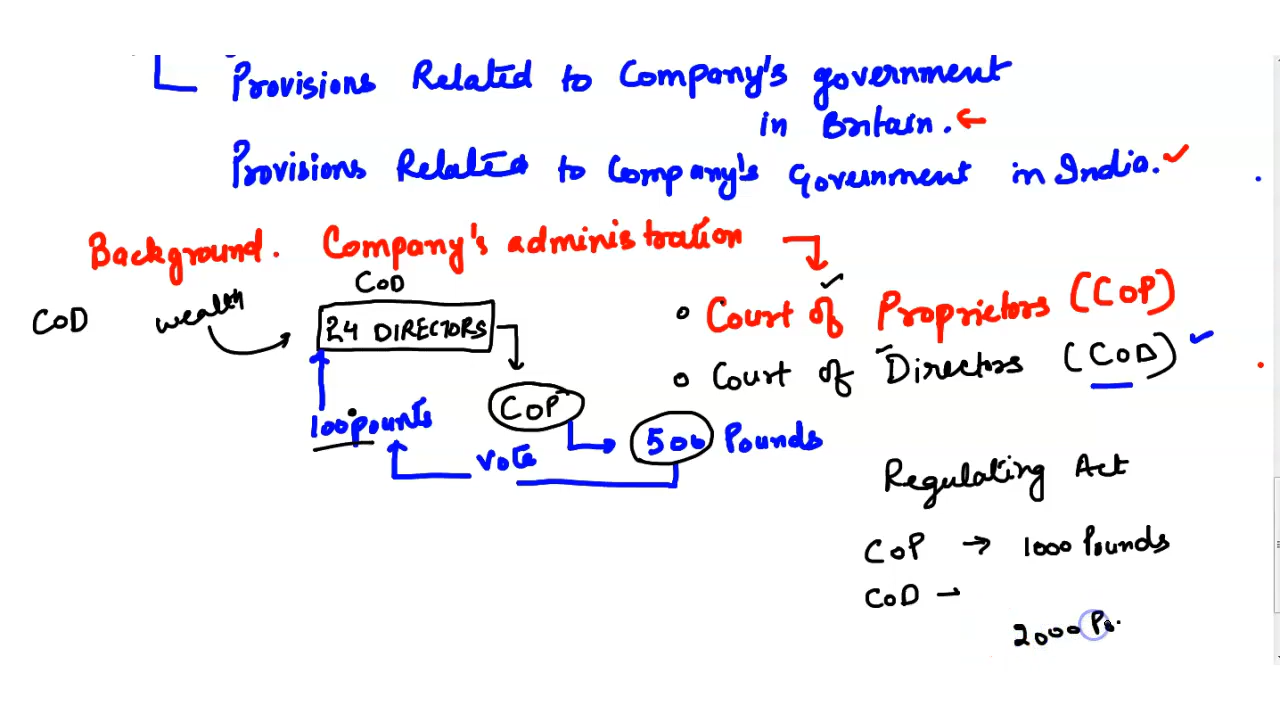 Provisions Related to Company's government
in Britain.
Provisions Related to Company's Government in India.
Background. Company's administration
CoD
CoD wealth
24 DIRECTORS
• Court of Proprietors (CoP)
• Court of Directors (CoD)
CoP
100 pounts
500 Pounds
vote
Regulating Act
CoP → 1000 Pounds
CoD →
2000 Po